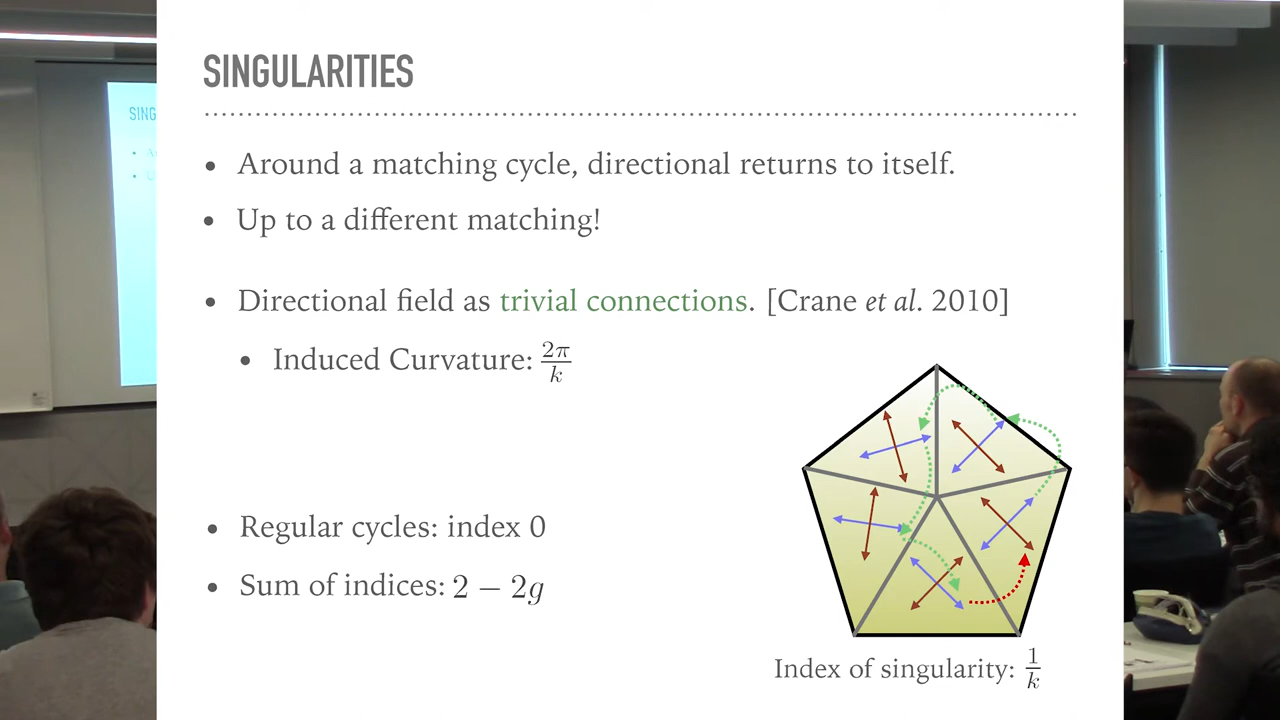 SINGULARITIES
• Around a matching cycle, directional returns to itself.
• Up to a different matching!
• Directional field as trivial connections. [Crane et al. 2010]
• Induced Curvature: 2π/k
• Regular cycles: index 0
• Sum of indices: 2 − 2g
Index of singularity: 1/k
SING